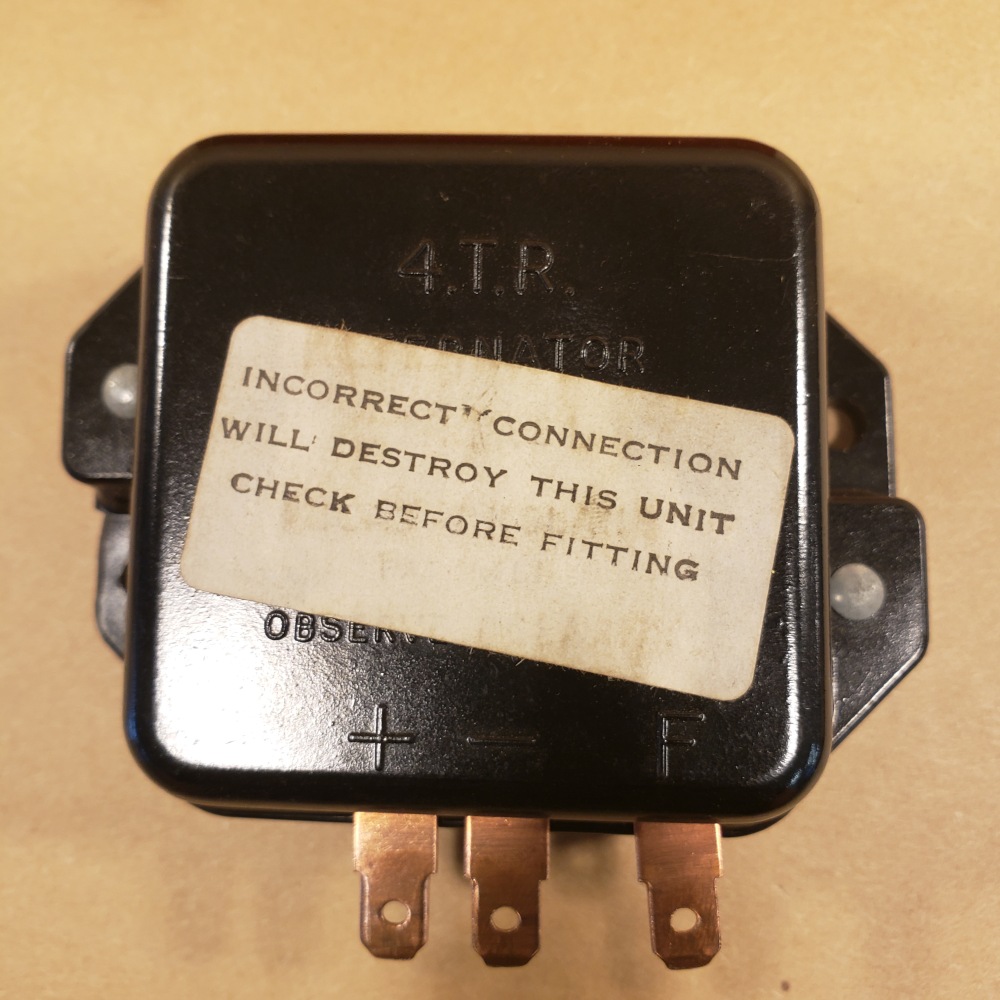 4.T.R.
INCORRECT CONNECTION
WILL DESTROY THIS UNIT
CHECK BEFORE FITTING
+ — F